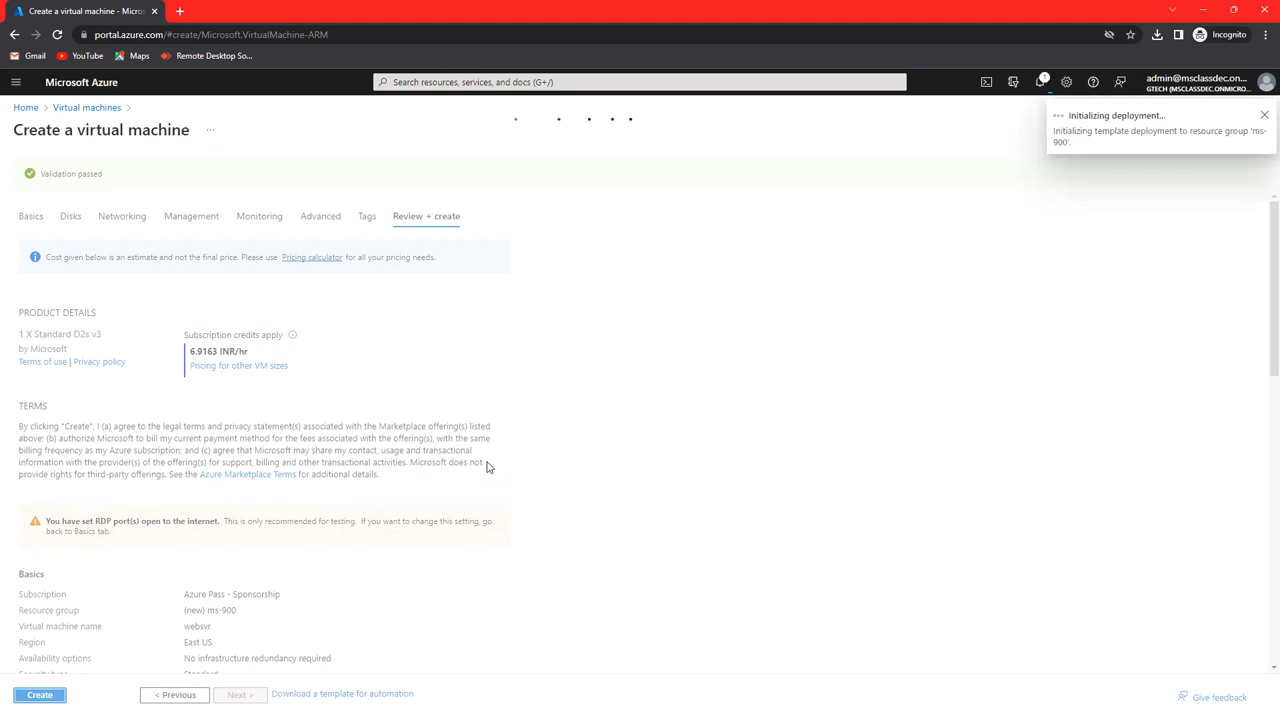 Create a virtual machine - Micros
portal.azure.com/#create/Microsoft.VirtualMachine-ARM
Incognito
Gmail
YouTube
Maps
Remote Desktop So...
Microsoft Azure
Search resources, services, and docs (G+/)
1
admin@msclassdec.on...
GTECH (MSCLASSDEC.ONMICRO...
Home > Virtual machines >
Create a virtual machine ...
Initializing deployment...
Initializing template deployment to resource group 'ms-
900'.
Validation passed
Basics Disks Networking Management Monitoring Advanced Tags Review + create
Cost given below is an estimate and not the final price. Please use Pricing calculator for all your pricing needs.
PRODUCT DETAILS
1 X Standard D2s v3
by Microsoft
Terms of use | Privacy policy
Subscription credits apply
6.9163 INR/hr
Pricing for other VM sizes
TERMS
By clicking "Create", I (a) agree to the legal terms and privacy statement(s) associated with the Marketplace offering(s) listed
above; (b) authorize Microsoft to bill my current payment method for the fees associated with the offering(s), with the same
billing frequency as my Azure subscription; and (c) agree that Microsoft may share my contact, usage and transactional
information with the provider(s) of the offering(s) for support, billing and other transactional activities. Microsoft does not
provide rights for third-party offerings. See the Azure Marketplace Terms for additional details.
You have set RDP port(s) open to the internet. This is only recommended for testing. If you want to change this setting, go
back to Basics tab.
Basics
Subscription Azure Pass - Sponsorship
Resource group (new) ms-900
Virtual machine name websvr
Region East US
Availability options No infrastructure redundancy required
Create
< Previous
Next >
Download a template for automation
Give feedback